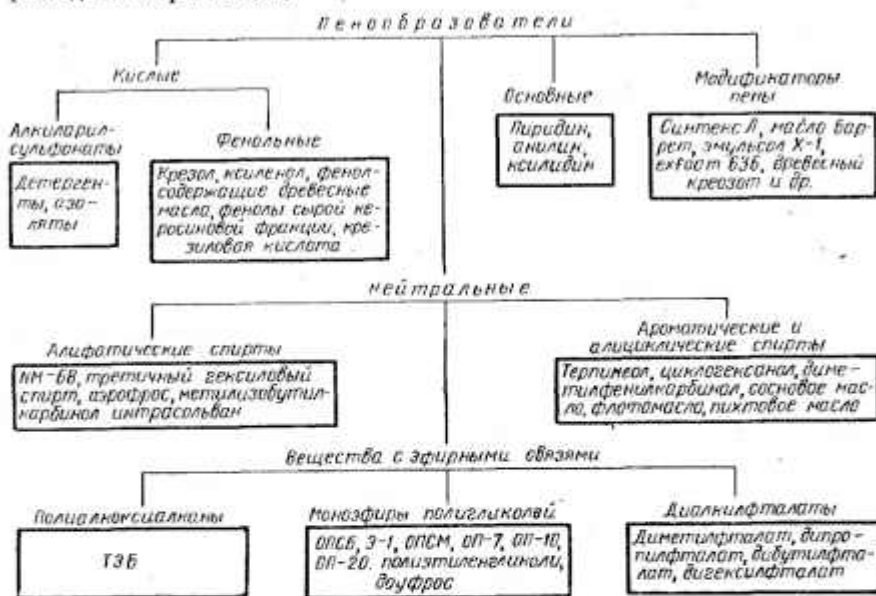 Пенообразователи
Кислые
Основные
Модификаторы
пены
Алкиларил-
сульфонаты
Фенольные
Детерген-
ты, азо-
ляты
Крезол, ксиленол, фенол-
содержащие древесные
масла, фенолы сырой ке-
росиновой фракции, кре-
зиловая кислота
Пиридин,
анилин,
ксилидин
Синтекс Л, масло Бар-
рет, эмульсол Х-1,
exfoam 636, древесный
креозот и др.
Нейтральные
Алифатические спирты
Ароматические и
алициклические спирты
NM-6B, третичный гексиловый
спирт, аэрофрос, метилизобутил-
карбинол интрасольван
Терпинеол, циклогексанол, диме-
тилфенилкарбинол, сосновое мас-
ло, флотомасло, пихтовое масло
Вещества с эфирными связями
Полиалкоксиалканы
Моноэфиры полигликолей
Диалкилфталаты
ТЭБ
ОПСБ, Э-1, ОПСМ, ОП-7, ОП-10,
ОП-20. полиэтиленгликоли,
доуфрос
Диметилфталат, дипро-
пилфталат, дибутилфта-
лат, дигексилфталат